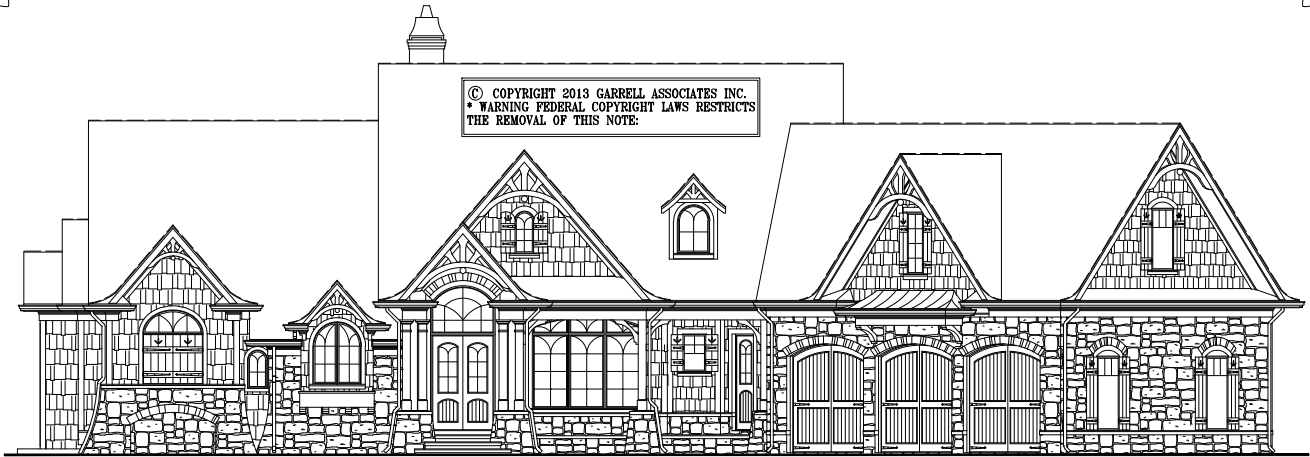 © COPYRIGHT 2013 GARRELL ASSOCIATES INC.
* WARNING FEDERAL COPYRIGHT LAWS RESTRICTS
THE REMOVAL OF THIS NOTE: